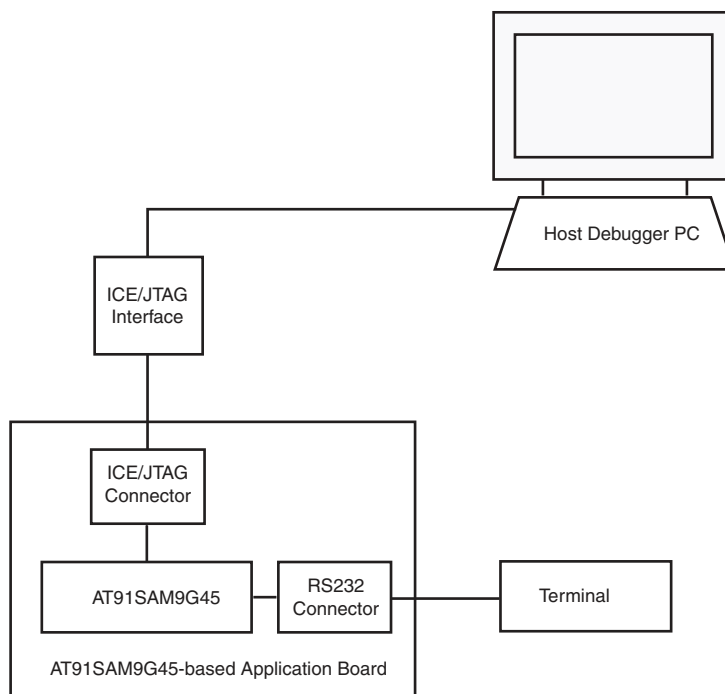 Host Debugger PC
ICE/JTAG
Interface
ICE/JTAG
Connector
AT91SAM9G45
RS232
Connector
Terminal
AT91SAM9G45-based Application Board